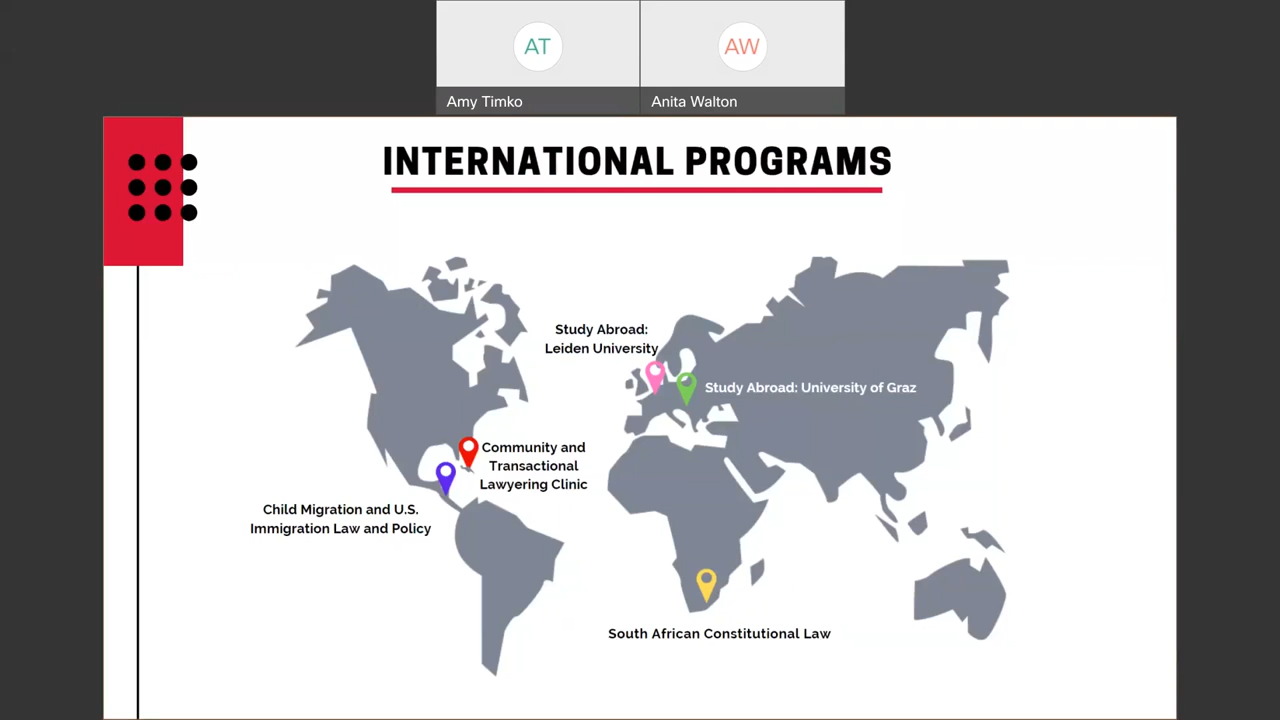 AT
AW
Amy Timko
Anita Walton
INTERNATIONAL PROGRAMS
Study Abroad:
Leiden University
Study Abroad: University of Graz
Community and
Transactional
Lawyering Clinic
Child Migration and U.S.
Immigration Law and Policy
South African Constitutional Law